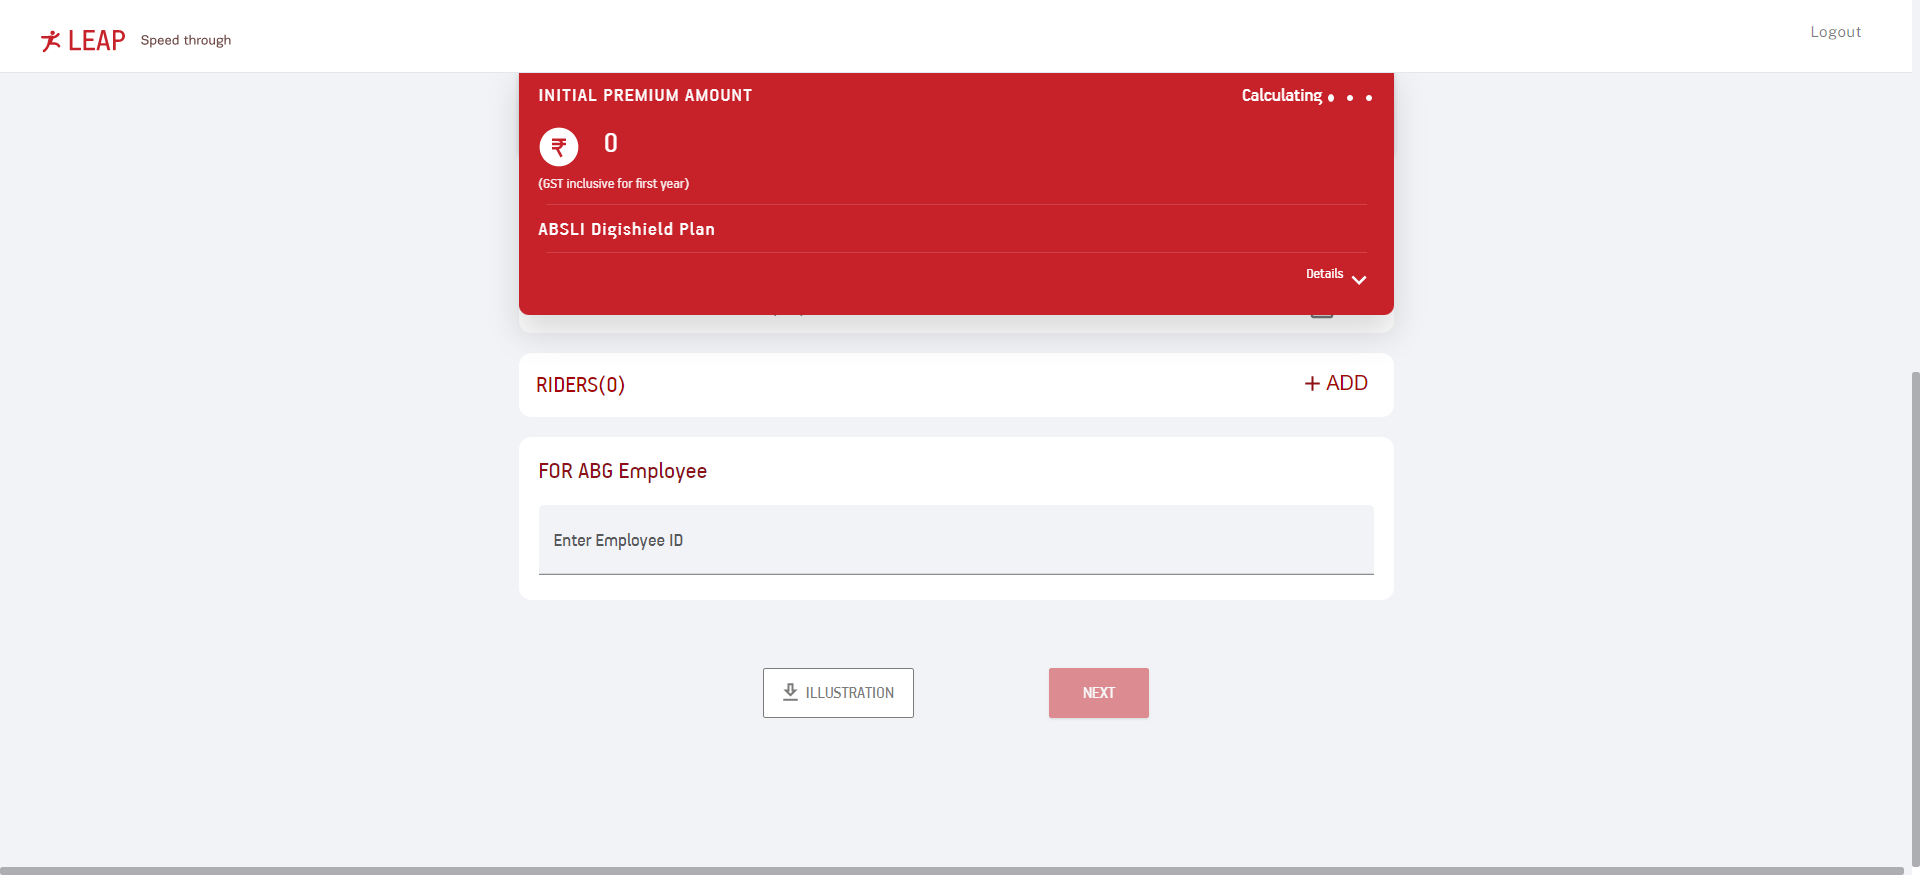 LEAP Speed through
Logout
INITIAL PREMIUM AMOUNT
Calculating
₹ 0
(GST inclusive for first year)
ABSLI Digishield Plan
Details
RIDERS(0)
+ ADD
FOR ABG Employee
Enter Employee ID
ILLUSTRATION
NEXT